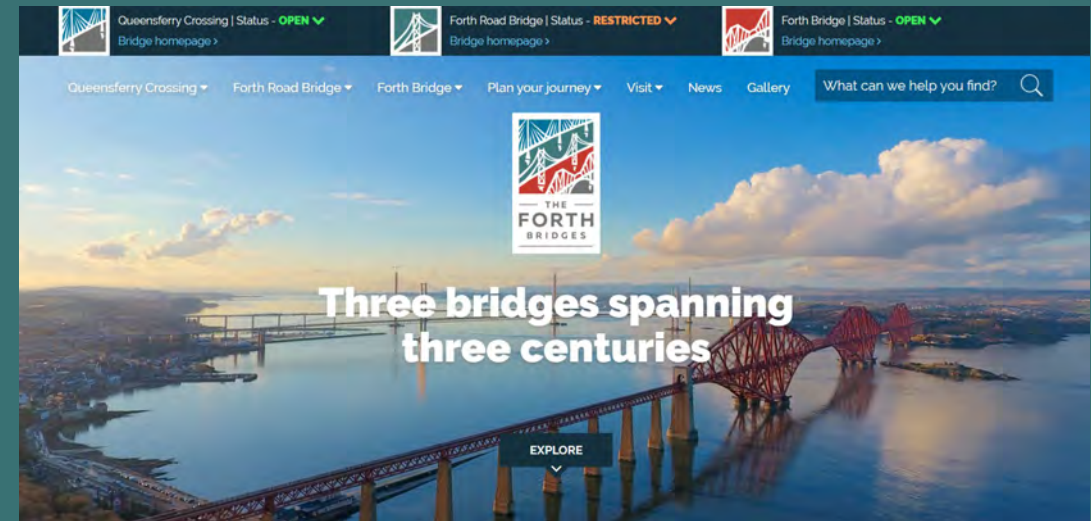 Queensferry Crossing | Status - OPEN
Bridge homepage >
Forth Road Bridge | Status - RESTRICTED
Bridge homepage >
Forth Bridge | Status - OPEN
Bridge homepage >
Queensferry Crossing
Forth Road Bridge
Forth Bridge
Plan your journey
Visit
News
Gallery
What can we help you find?
THE
FORTH
BRIDGES
Three bridges spanning
three centuries
EXPLORE